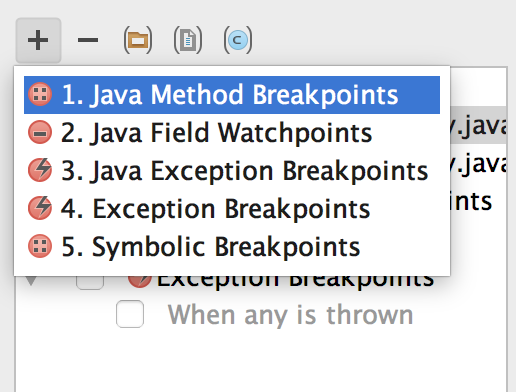 1. Java Method Breakpoints
y.java
2. Java Field Watchpoints
y.java
3. Java Exception Breakpoints
4. Exception Breakpoints
ints
5. Symbolic Breakpoints
Exception Breakpoints
When any is thrown